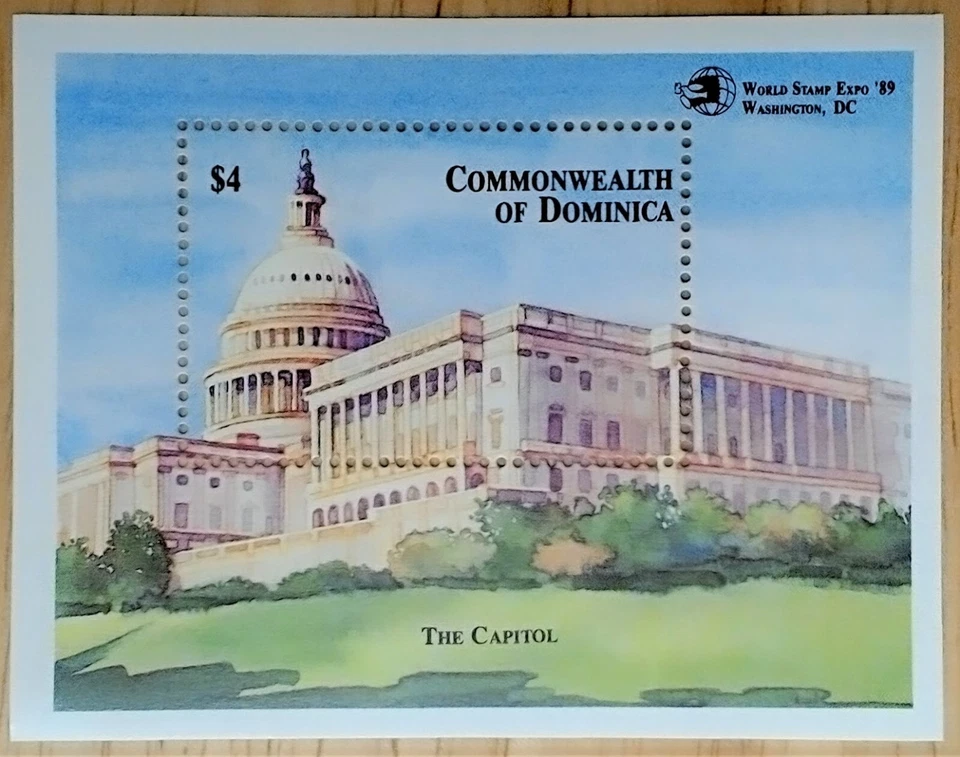 World Stamp Expo '89
Washington, DC
$4
Commonwealth
of Dominica
The Capitol